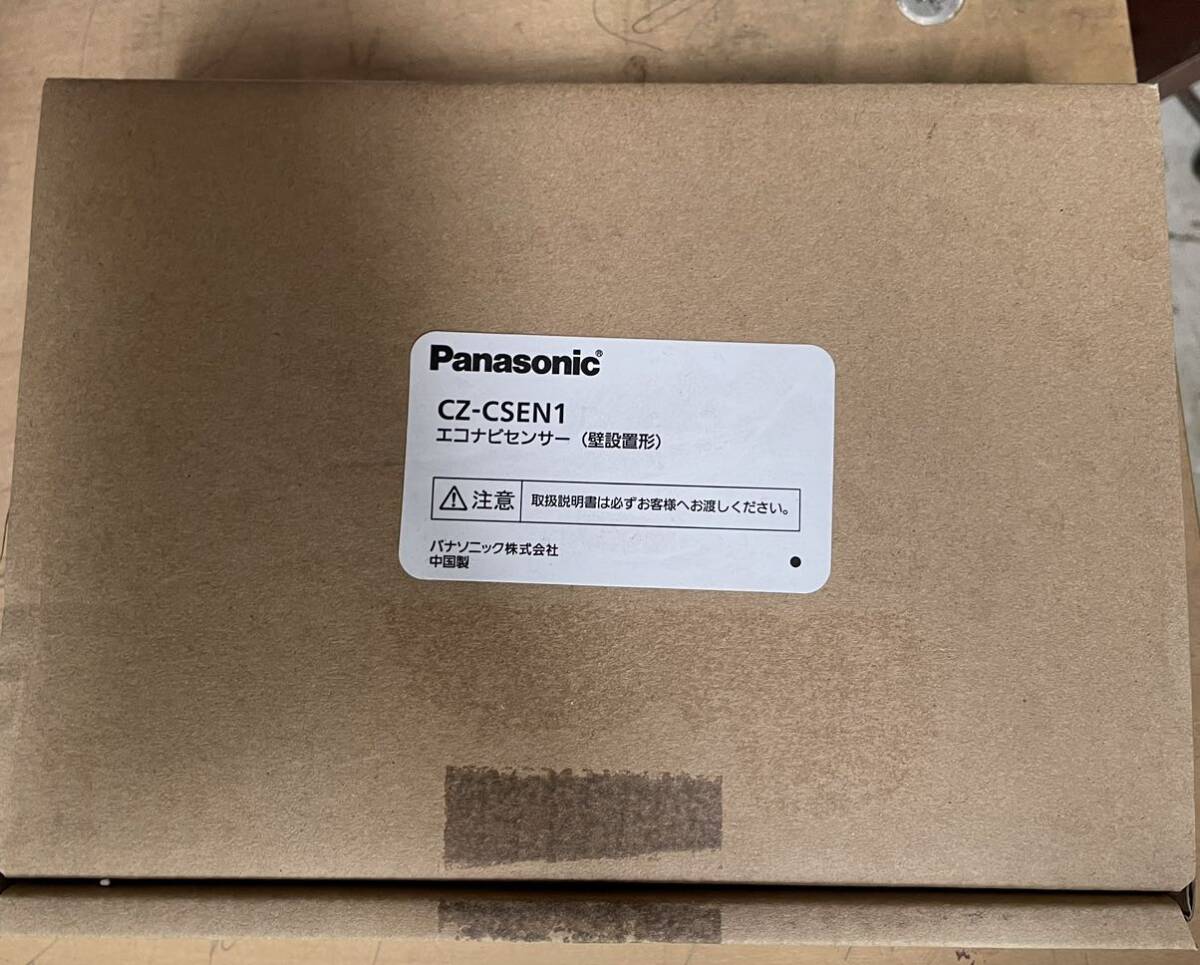 Panasonic®
CZ-CSEN1
エコナビセンサー（壁設置形）
⚠注意 取扱説明書は必ずお客様へお渡しください。
パナソニック株式会社
中国製